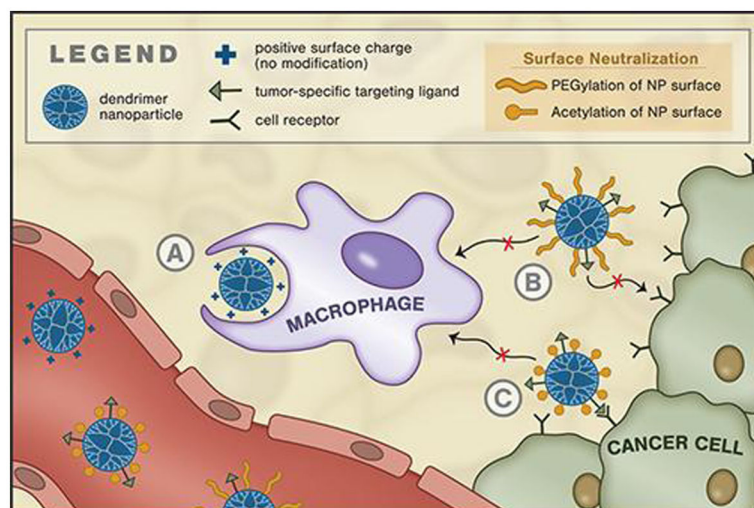 LEGEND
dendrimer
nanoparticle
positive surface charge
(no modification)
tumor-specific targeting ligand
cell receptor
Surface Neutralization
PEGylation of NP surface
Acetylation of NP surface
A
MACROPHAGE
B
C
CANCER CELL